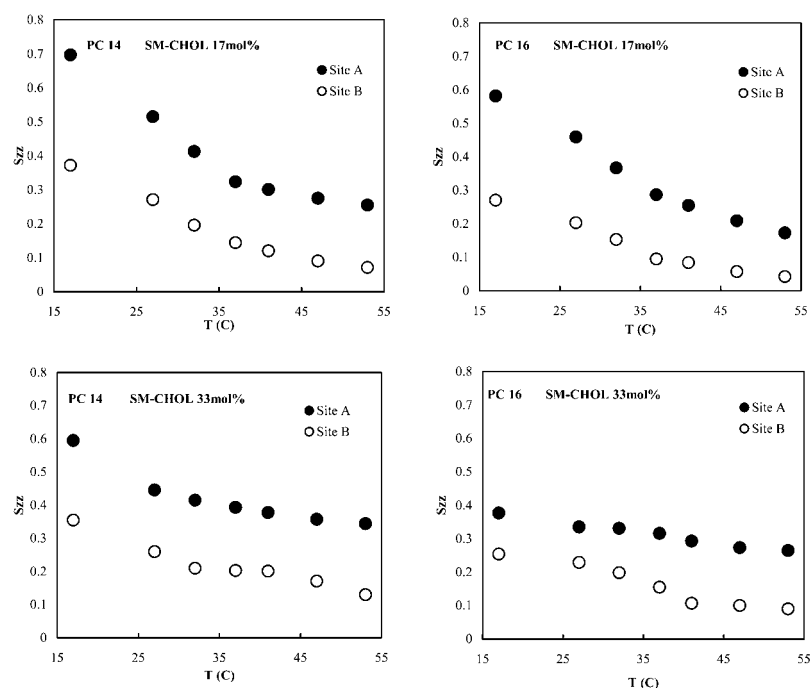 PC 14 SM-CHOL 17mol%
Site A
Site B
Szz
0.8
0.7
0.6
0.5
0.4
0.3
0.2
0.1
0
15 25 35 45 55
T (C)
PC 16 SM-CHOL 17mol%
Site A
Site B
Szz
0.8
0.7
0.6
0.5
0.4
0.3
0.2
0.1
0
15 25 35 45 55
T (C)
PC 14 SM-CHOL 33mol%
Site A
Site B
Szz
0.8
0.7
0.6
0.5
0.4
0.3
0.2
0.1
0
15 25 35 45 55
T (C)
PC 16 SM-CHOL 33mol%
Site A
Site B
Szz
0.8
0.7
0.6
0.5
0.4
0.3
0.2
0.1
0
15 25 35 45 55
T (C)